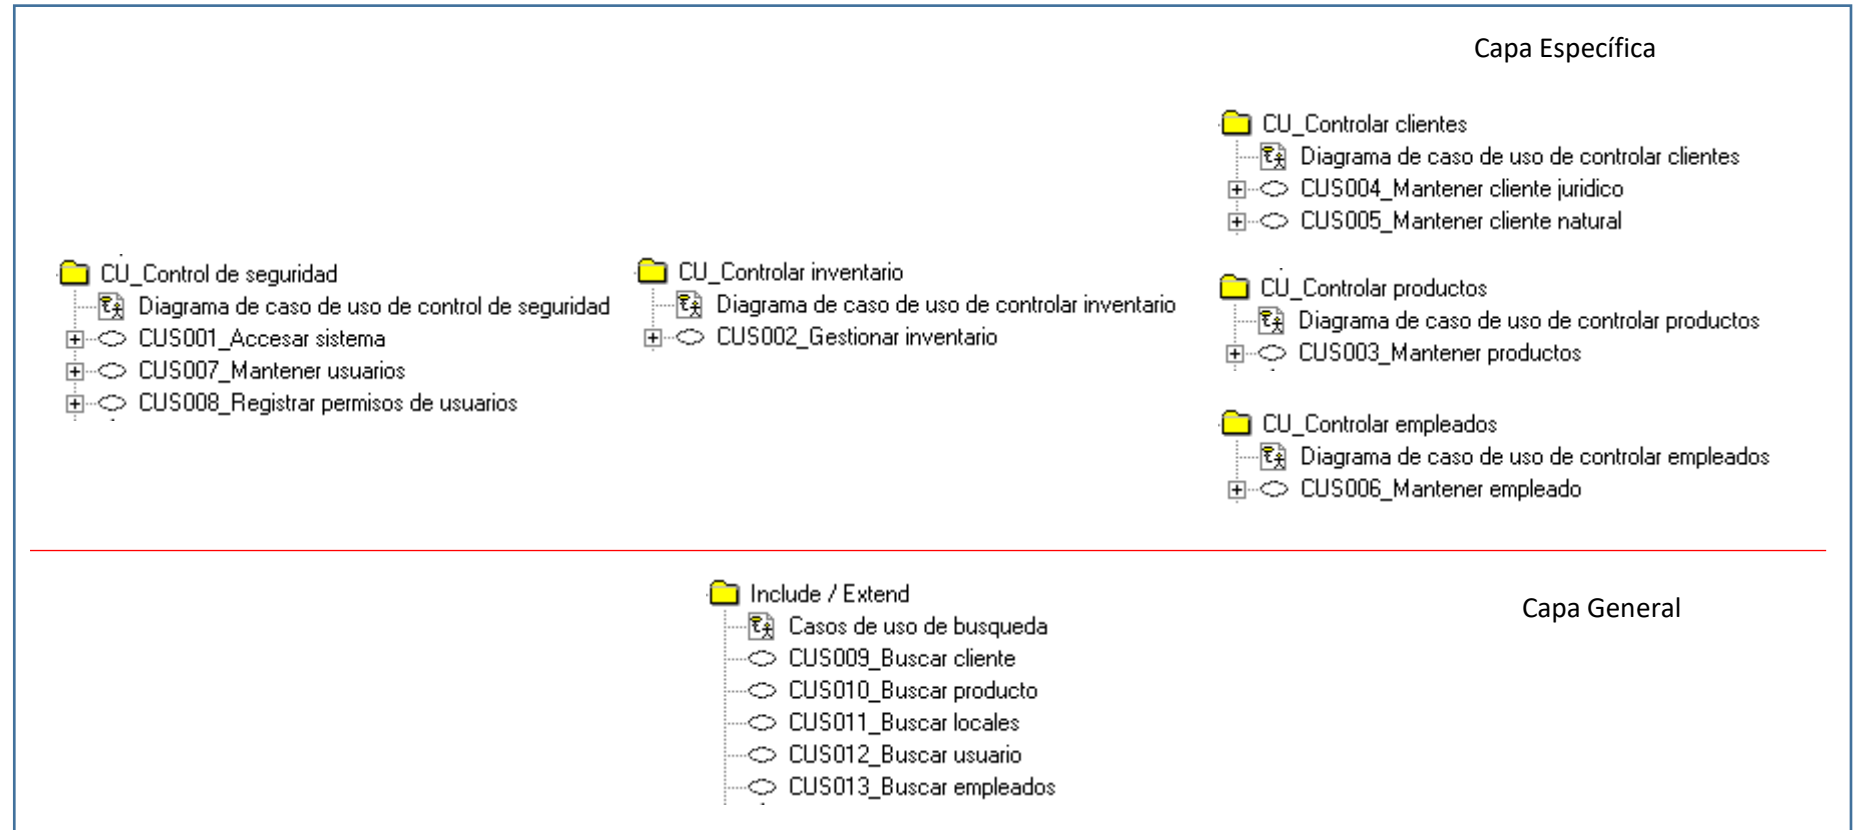 Capa Específica
CU_Control de seguridad
Diagrama de caso de uso de control de seguridad
CUS001_Accesar sistema
CUS007_Mantener usuarios
CUS008_Registrar permisos de usuarios
CU_Controlar inventario
Diagrama de caso de uso de controlar inventario
CUS002_Gestionar inventario
CU_Controlar clientes
Diagrama de caso de uso de controlar clientes
CUS004_Mantener cliente juridico
CUS005_Mantener cliente natural
CU_Controlar productos
Diagrama de caso de uso de controlar productos
CUS003_Mantener productos
CU_Controlar empleados
Diagrama de caso de uso de controlar empleados
CUS006_Mantener empleado
Capa General
Include / Extend
Casos de uso de busqueda
CUS009_Buscar cliente
CUS010_Buscar producto
CUS011_Buscar locales
CUS012_Buscar usuario
CUS013_Buscar empleados